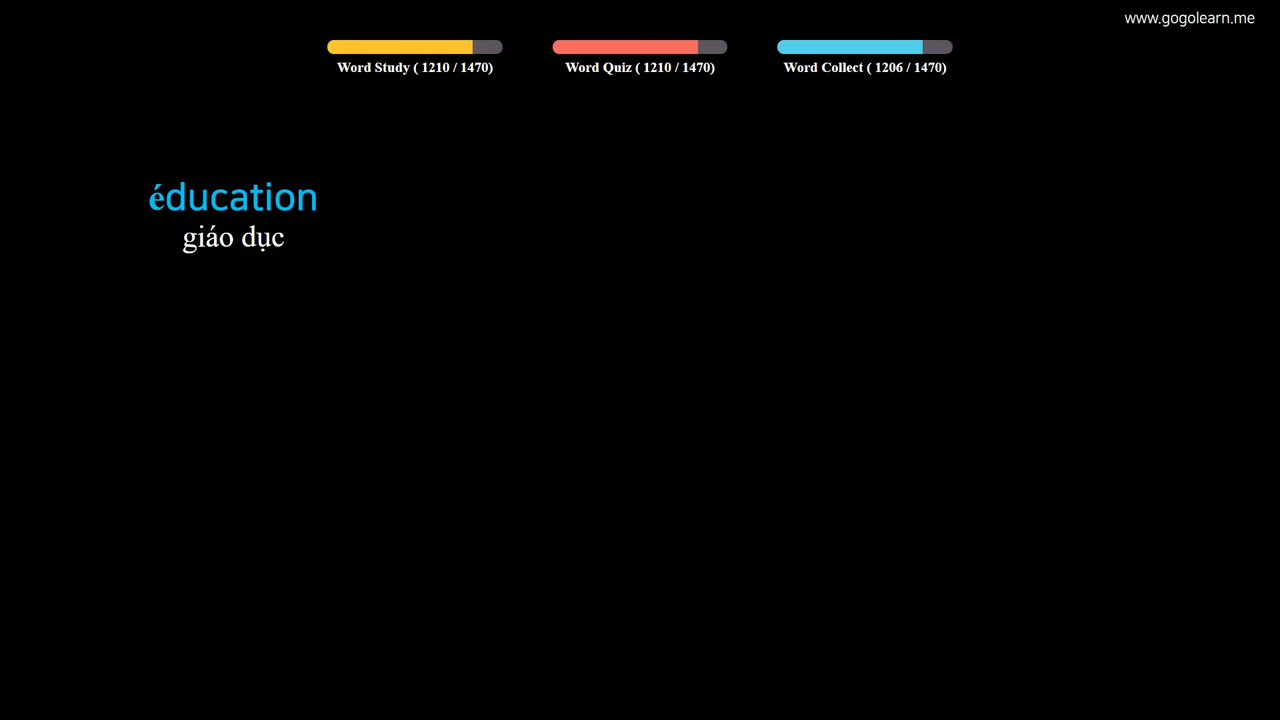 www.gogolearn.me
Word Study ( 1210 / 1470)
Word Quiz ( 1210 / 1470)
Word Collect ( 1206 / 1470)
éducation
giáo dục